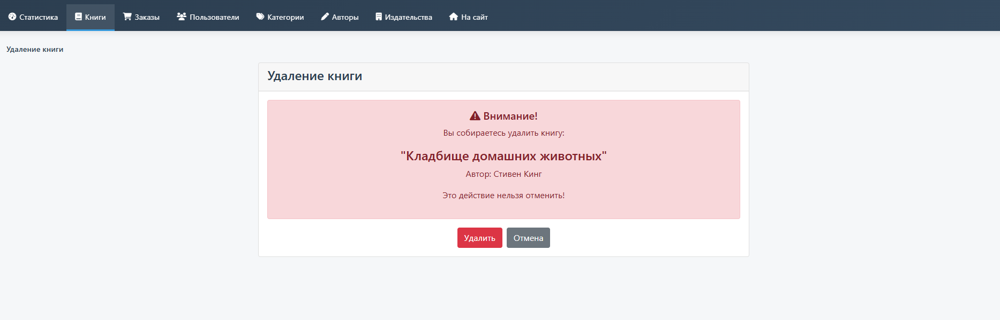 Статистика Книги Заказы Пользователи Категории Авторы Издательства На сайт
Удаление книги
Удаление книги
Внимание!
Вы собираетесь удалить книгу:
"Кладбище домашних животных"
Автор: Стивен Кинг
Это действие нельзя отменить!
Удалить Отмена